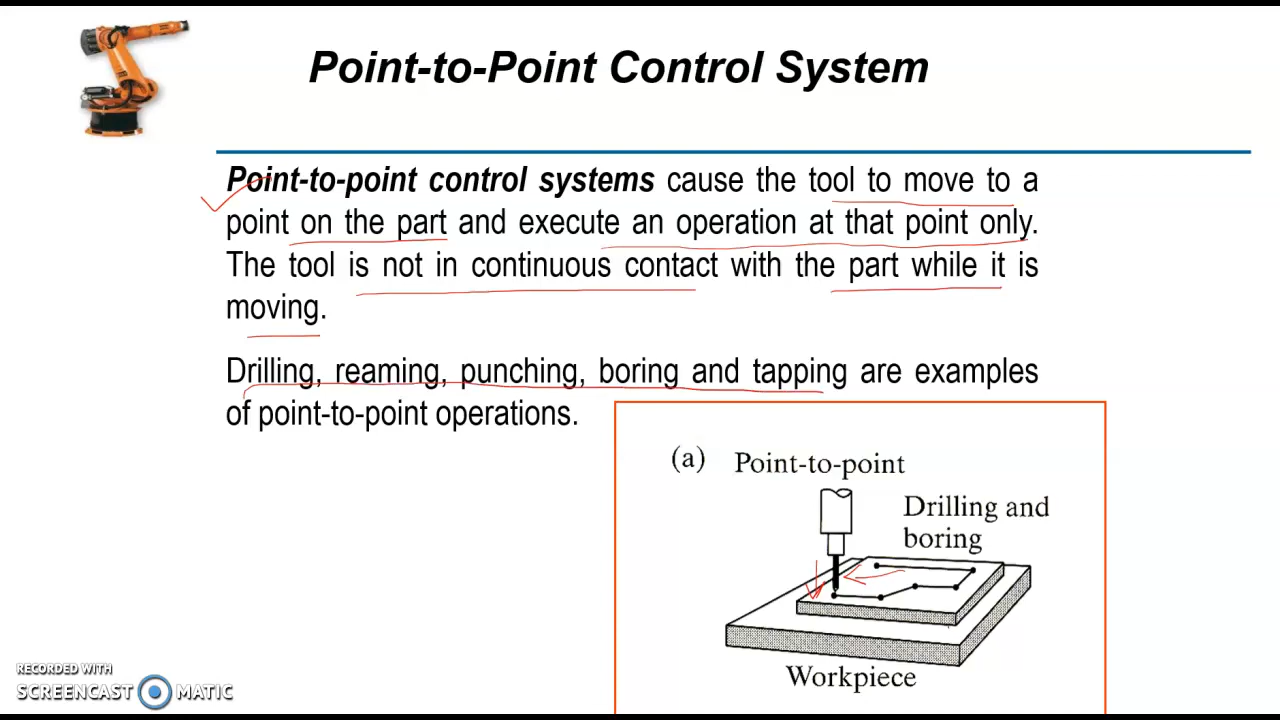 Point-to-Point Control System
Point-to-point control systems cause the tool to move to a
point on the part and execute an operation at that point only.
The tool is not in continuous contact with the part while it is
moving.
Drilling, reaming, punching, boring and tapping are examples
of point-to-point operations.
(a) Point-to-point
Drilling and
boring
Workpiece
RECORDED WITH
SCREENCAST MATIC